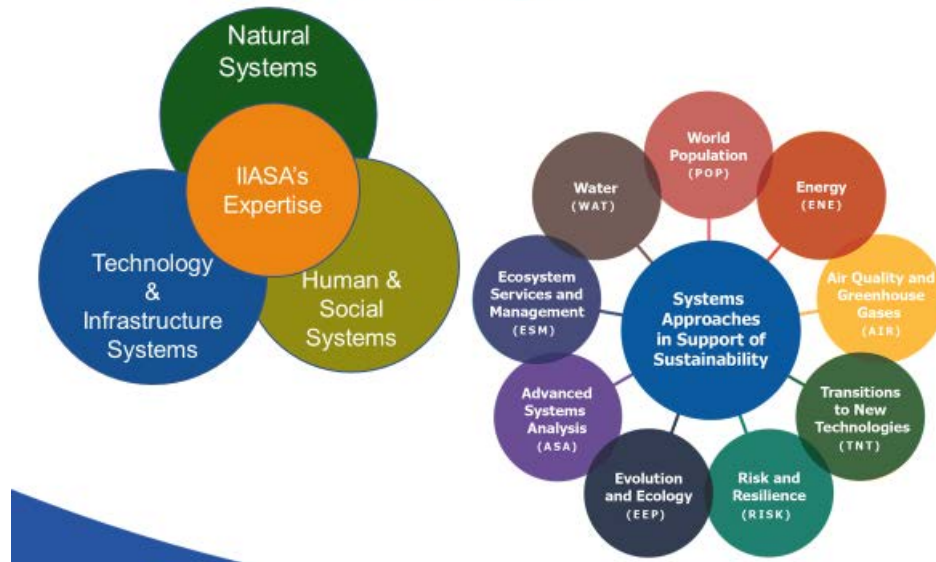 Natural
Systems
IIASA's
Expertise
Technology
&
Infrastructure
Systems
Human &
Social
Systems
World
Population
(POP)
Energy
(ENE)
Air Quality and
Greenhouse
Gases
(AIR)
Transitions
to New
Technologies
(TNT)
Risk and
Resilience
(RISK)
Evolution
and Ecology
(EEP)
Advanced
Systems
Analysis
(ASA)
Ecosystem
Services and
Management
(ESM)
Water
(WAT)
Systems
Approaches
in Support of
Sustainability